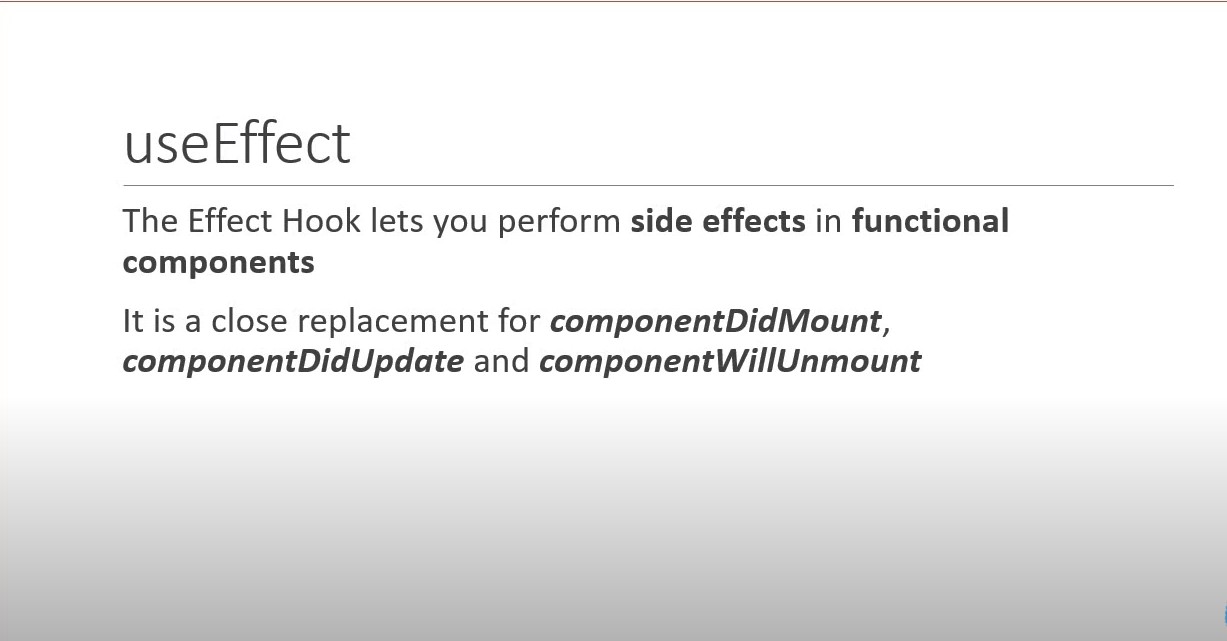 useEffect
The Effect Hook lets you perform side effects in functional
components
It is a close replacement for componentDidMount,
componentDidUpdate and componentWillUnmount